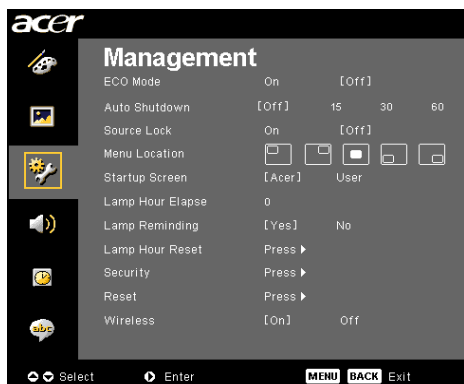 acer
Management
ECO Mode On [Off]
Auto Shutdown [Off] 15 30 60
Source Lock On [Off]
Menu Location
Startup Screen [Acer] User
Lamp Hour Elapse 0
Lamp Reminding [Yes] No
Lamp Hour Reset Press
Security Press
Reset Press
Wireless [On] Off
abc
Select Enter MENU BACK Exit